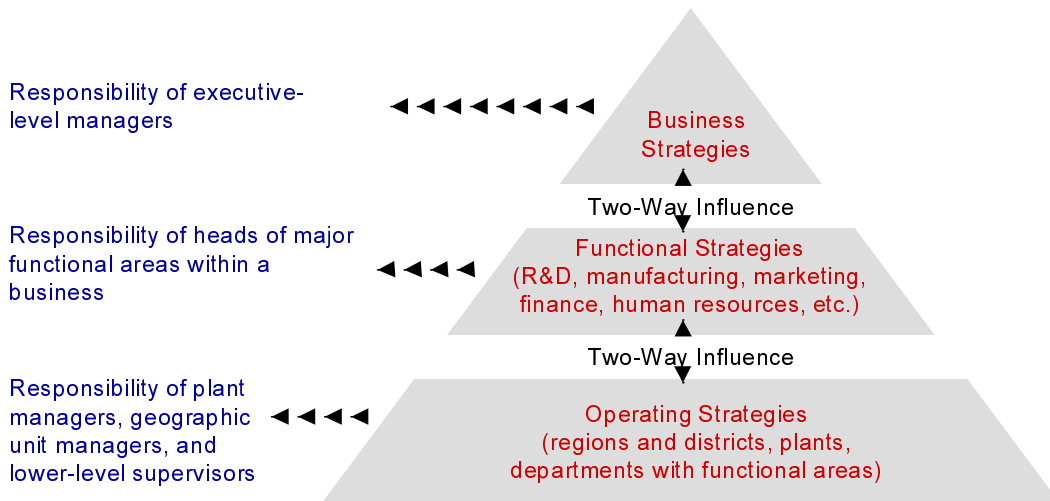 Responsibility of executive-
level managers
Business
Strategies
Two-Way Influence
Responsibility of heads of major
functional areas within a
business
Functional Strategies
(R&D, manufacturing, marketing,
finance, human resources, etc.)
Two-Way Influence
Responsibility of plant
managers, geographic
unit managers, and
lower-level supervisors
Operating Strategies
(regions and districts, plants,
departments with functional areas)